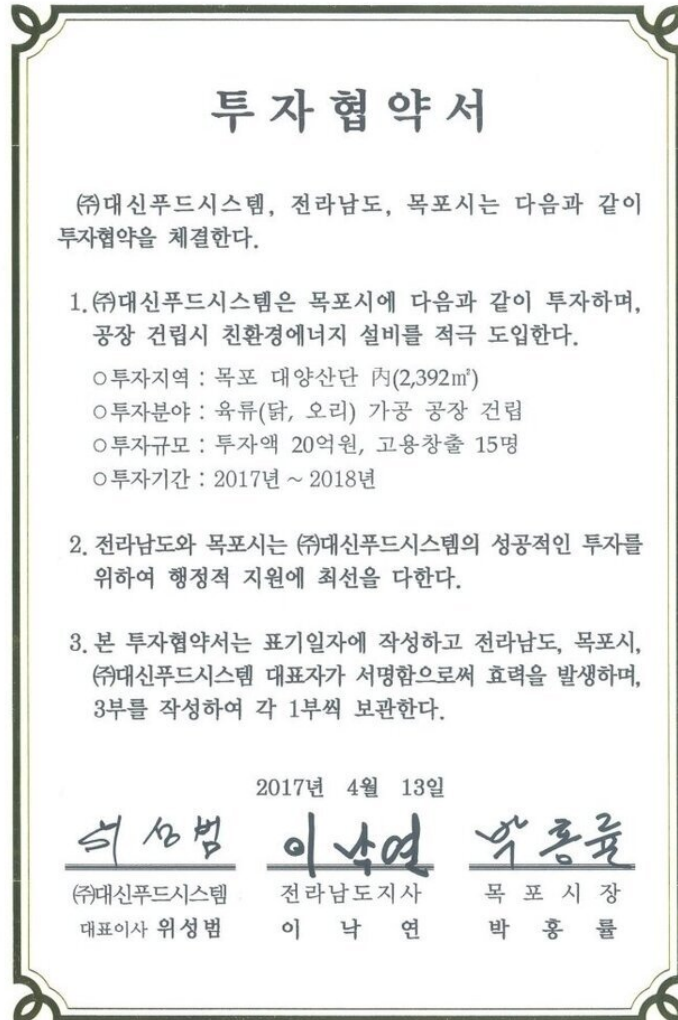 투자협약서
(주)대신푸드시스템, 전라남도, 목포시는 다음과 같이
투자협약을 체결한다.
1. (주)대신푸드시스템은 목포시에 다음과 같이 투자하며,
공장 건립시 친환경에너지 설비를 적극 도입한다.
○투자지역 : 목포 대양산단 內(2,392㎡)
○투자분야 : 육류(닭, 오리) 가공 공장 건립
○투자규모 : 투자액 20억원, 고용창출 15명
○투자기간 : 2017년 ~ 2018년
2. 전라남도와 목포시는 (주)대신푸드시스템의 성공적인 투자를
위하여 행정적 지원에 최선을 다한다.
3. 본 투자협약서는 표기일자에 작성하고 전라남도, 목포시,
(주)대신푸드시스템 대표자가 서명함으로써 효력을 발생하며,
3부를 작성하여 각 1부씩 보관한다.
2017년 4월 13일
위성범 이낙연 박홍률
(주)대신푸드시스템 전라남도지사 목 포 시 장
대표이사 위성범 이 낙 연 박 홍 률